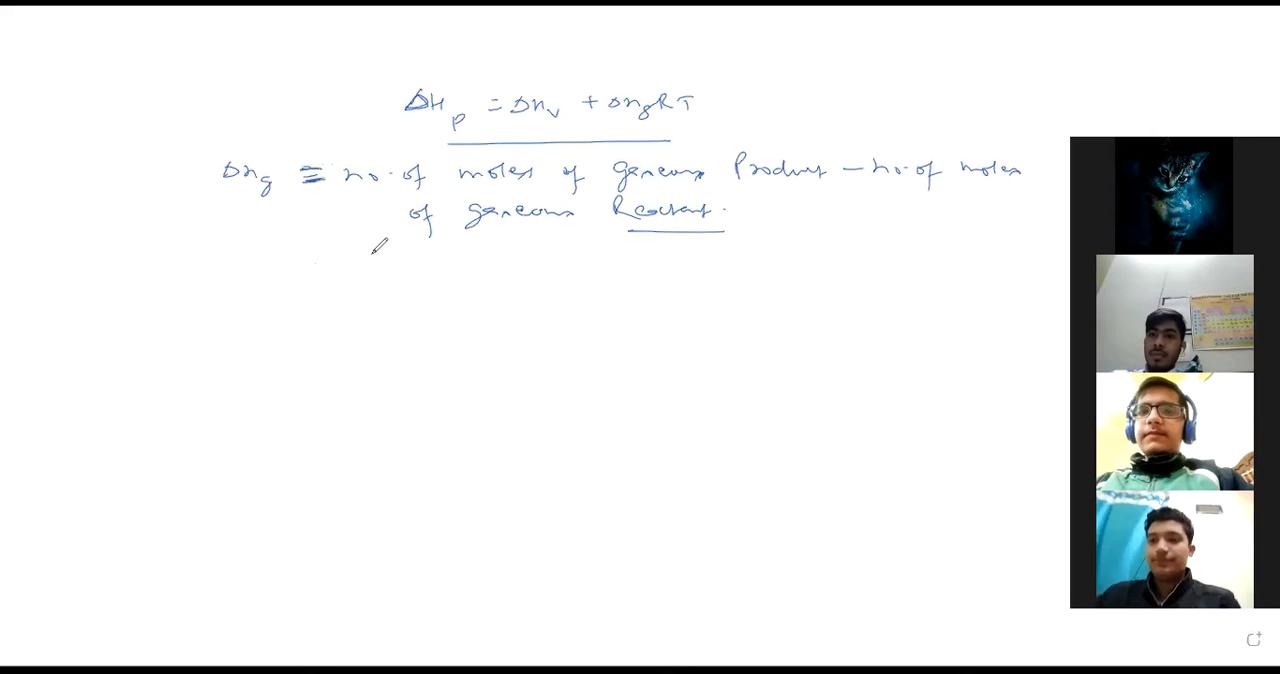 ΔH_p = ΔH_v + Δn_gRT
Δn_g = no. of moles of gaseous Product – no. of moles
of gaseous Reactant.